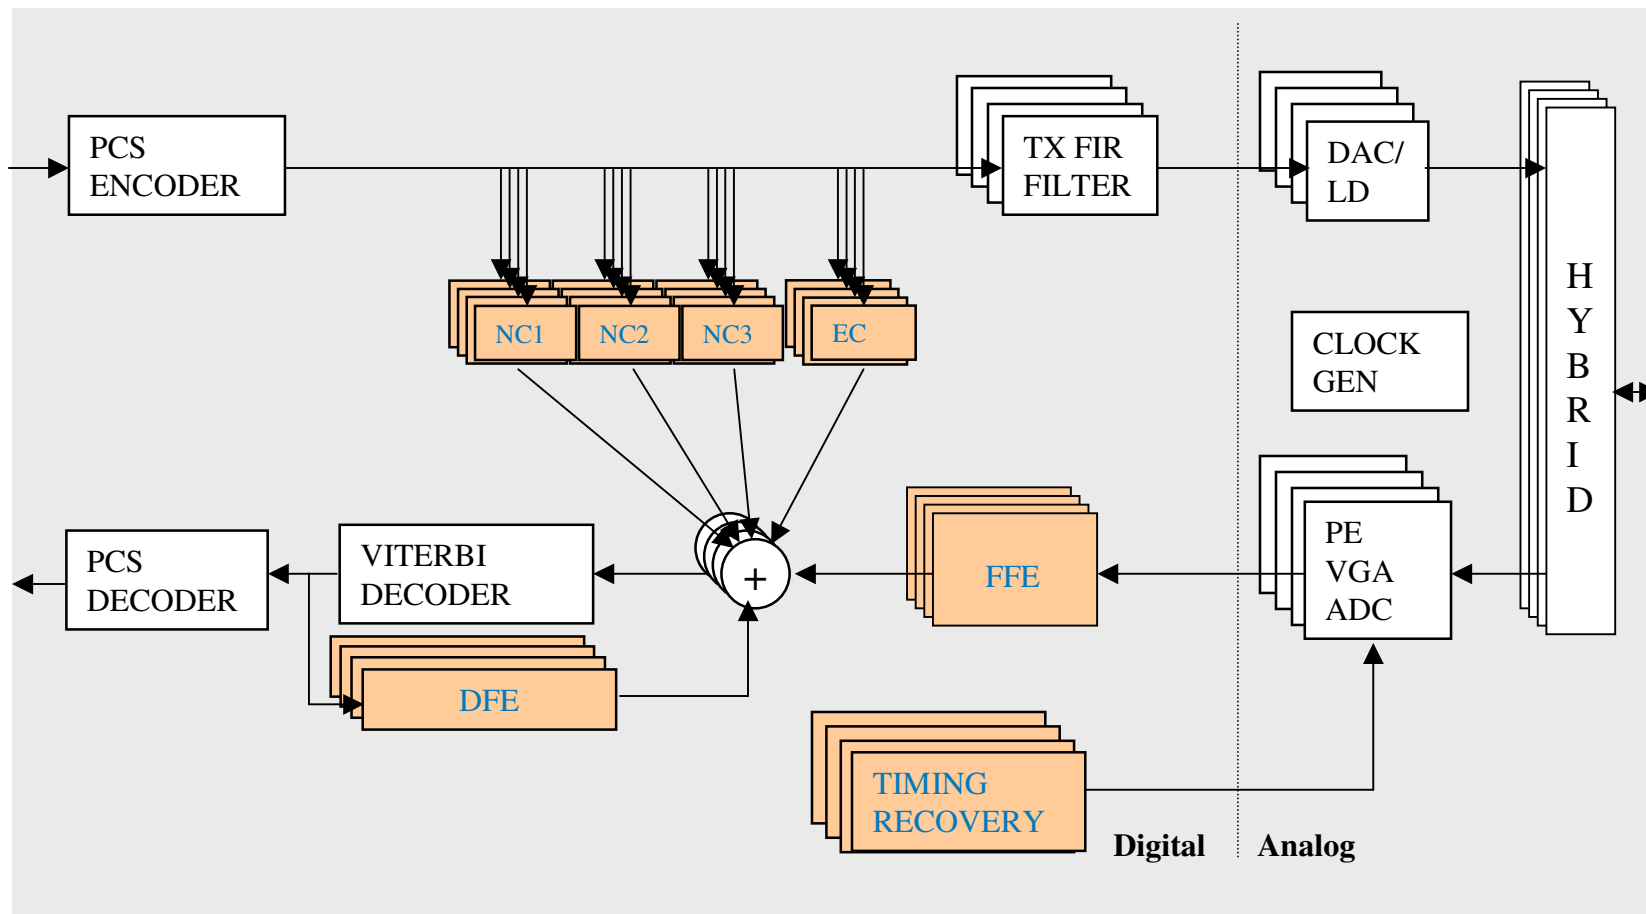 PCS
ENCODER
TX FIR
FILTER
DAC/
LD
H
Y
B
R
I
D
NC1
NC2
NC3
EC
CLOCK
GEN
PCS
DECODER
VITERBI
DECODER
+
FFE
PE
VGA
ADC
DFE
TIMING
RECOVERY
Digital
Analog